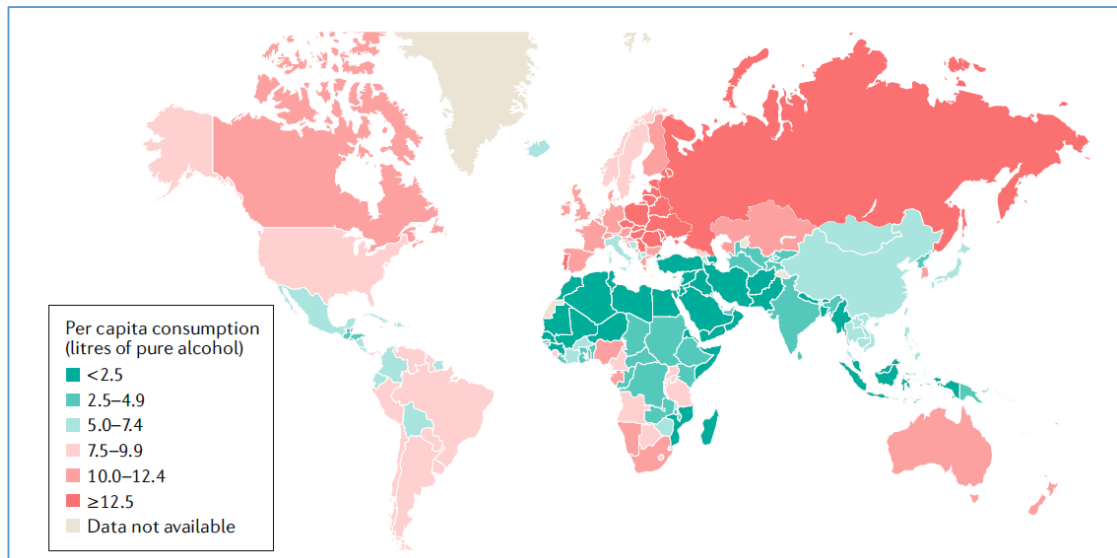 Per capita consumption
(litres of pure alcohol)
<2.5
2.5–4.9
5.0–7.4
7.5–9.9
10.0–12.4
≥12.5
Data not available